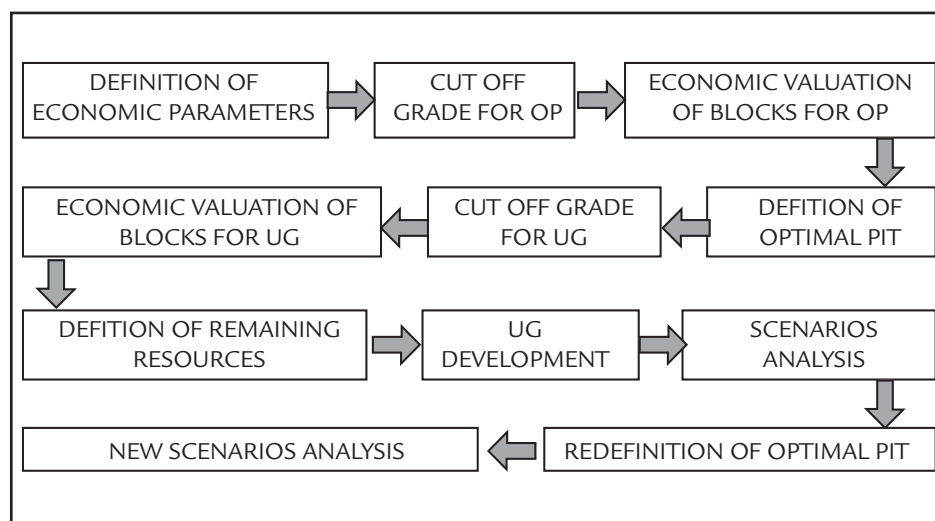 DEFINITION OF
ECONOMIC PARAMETERS
CUT OFF
GRADE FOR OP
ECONOMIC VALUATION
OF BLOCKS FOR OP
DEFITION OF
OPTIMAL PIT
CUT OFF GRADE
FOR UG
ECONOMIC VALUATION OF
BLOCKS FOR UG
DEFITION OF REMAINING
RESOURCES
UG
DEVELOPMENT
SCENARIOS
ANALYSIS
REDEFINITION OF OPTIMAL PIT
NEW SCENARIOS ANALYSIS